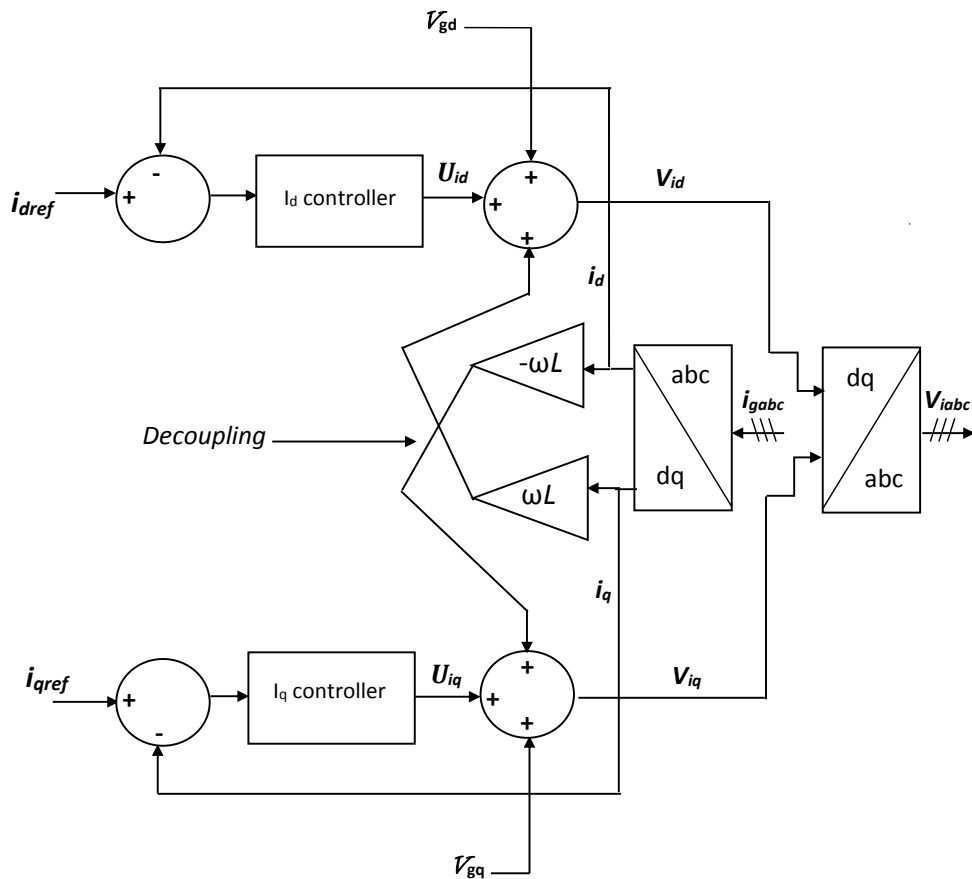 Vgd
-
+
idref
Id controller
Uid
+
+
+
Vid
id
-ωL
abc
dq
igabc
dq
abc
Viabc
Decoupling
ωL
iq
iqref
+
-
Iq controller
Uiq
+
+
+
Viq
Vgq